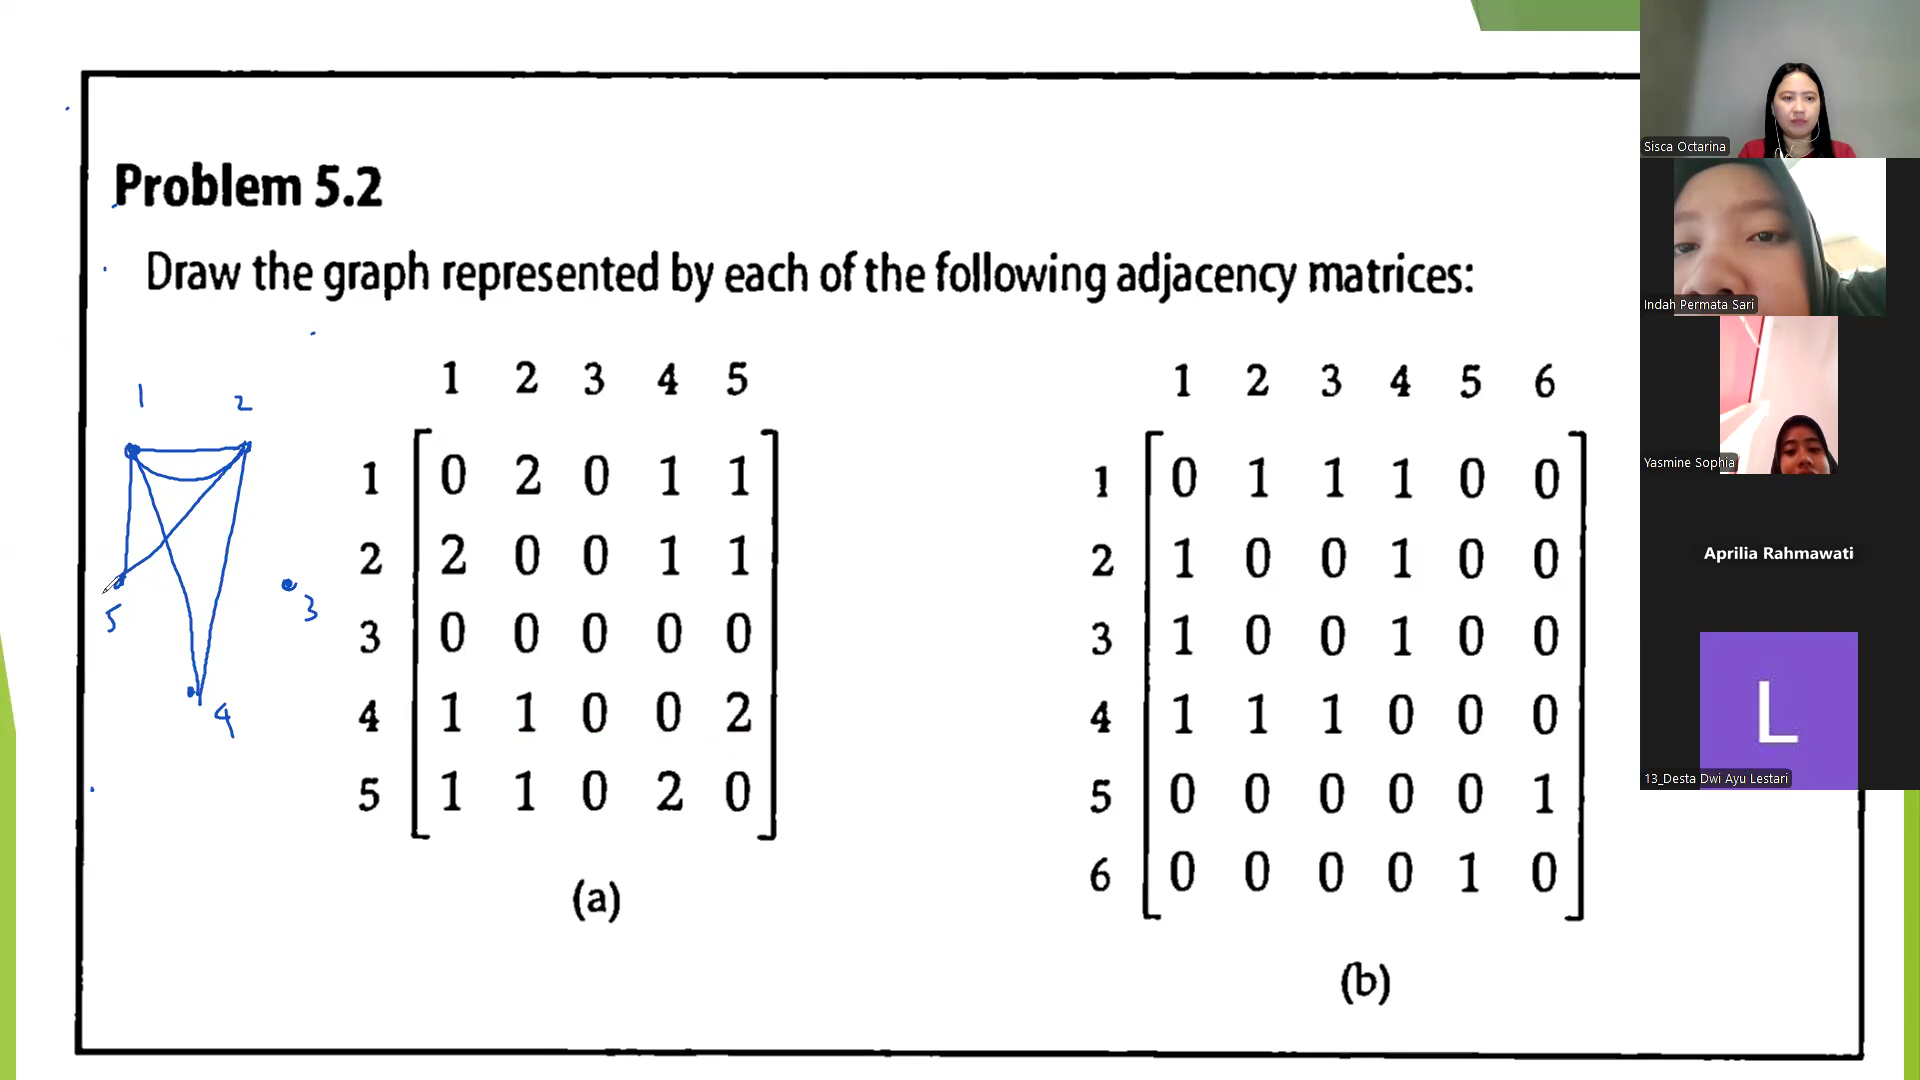 Problem 5.2
Draw the graph represented by each of the following adjacency matrices:
1 2
5 3
4
1 2 3 4 5
1 0 2 0 1 1
2 2 0 0 1 1
3 0 0 0 0 0
4 1 1 0 0 2
5 1 1 0 2 0
(a)
1 2 3 4 5 6
1 0 1 1 1 0 0
2 1 0 0 1 0 0
3 1 0 0 1 0 0
4 1 1 1 0 0 0
5 0 0 0 0 0 1
6 0 0 0 0 1 0
(b)
Sisca Octarina
Indah Permata Sari
Yasmine Sophia
Aprilia Rahmawati
L
13_Desta Dwi Ayu Lestari